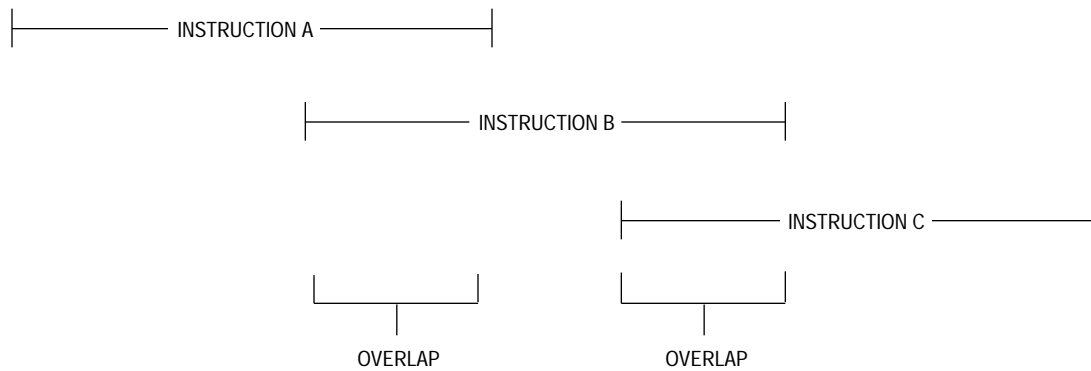 INSTRUCTION A
INSTRUCTION B
INSTRUCTION C
OVERLAP
OVERLAP